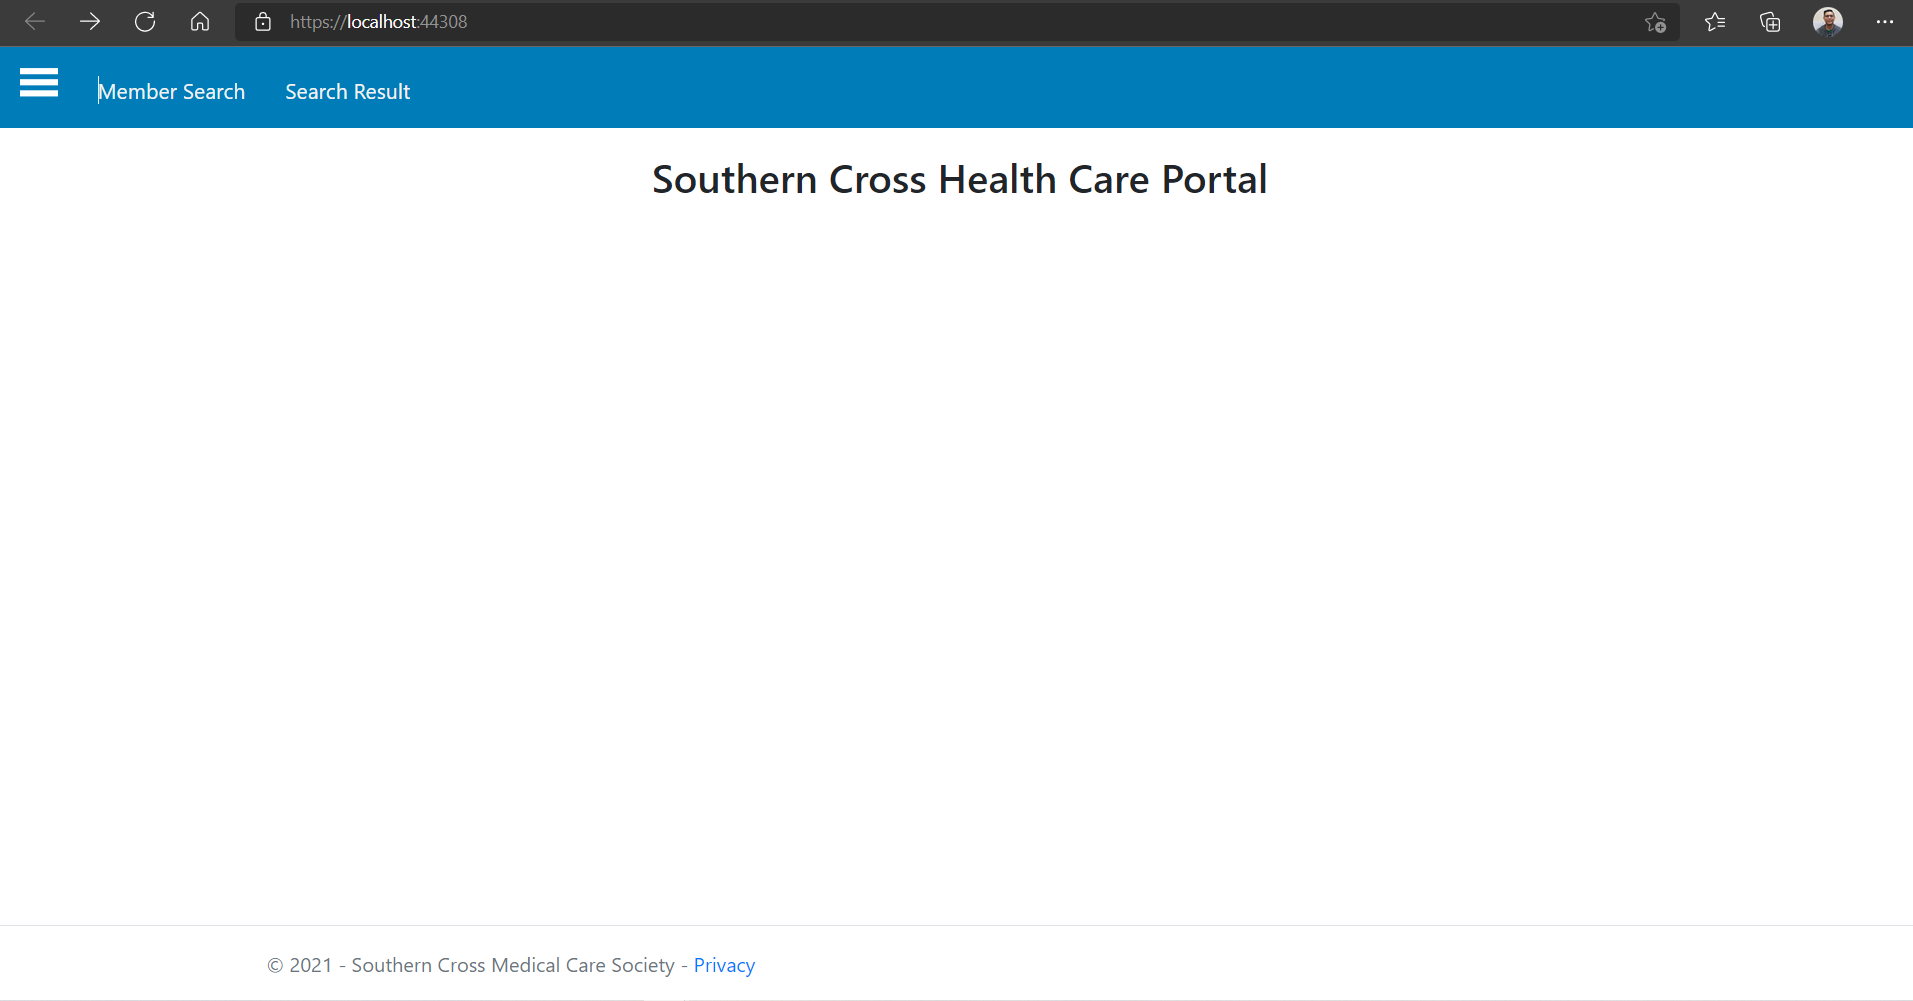 https://localhost:44308
Member Search Search Result
Southern Cross Health Care Portal
© 2021 - Southern Cross Medical Care Society - Privacy